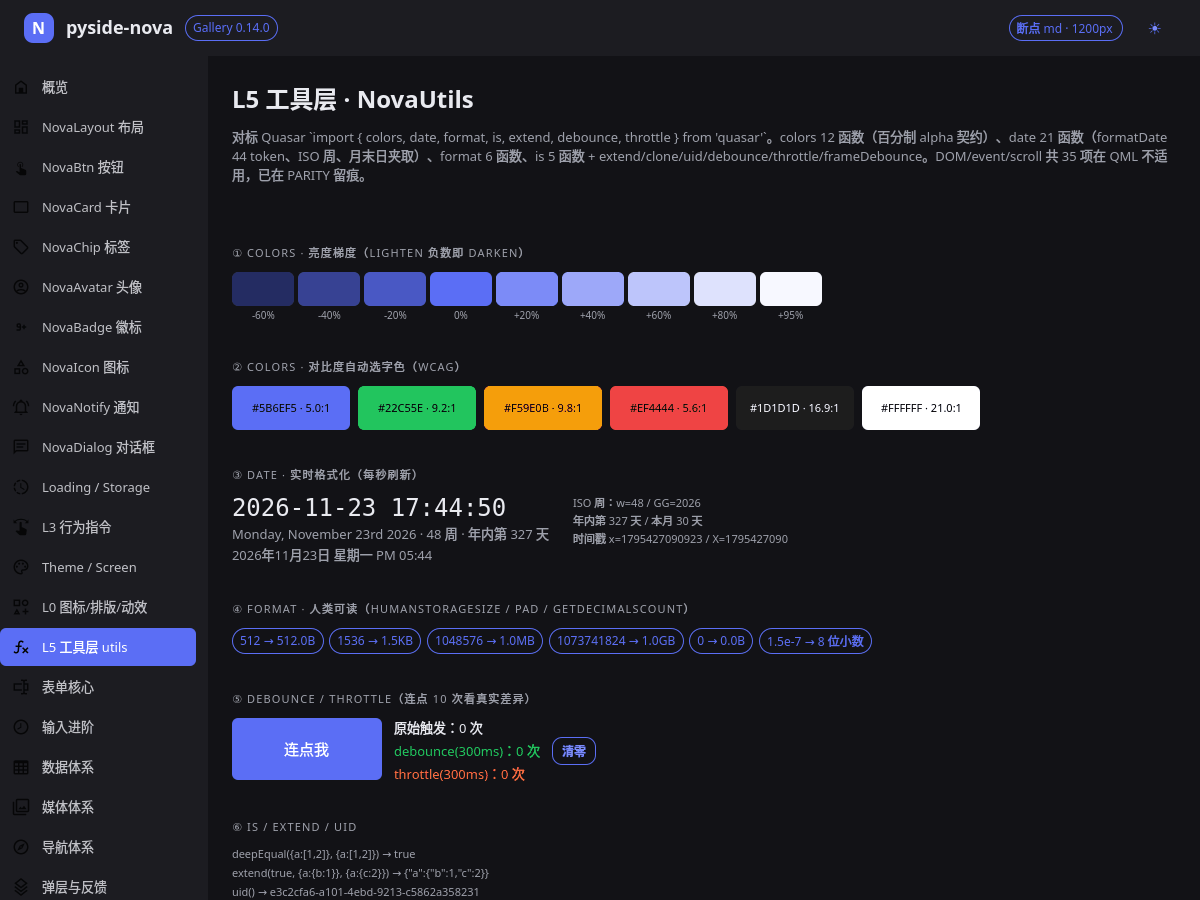 N pyside-nova Gallery 0.14.0 断点 md · 1200px ☀
概览
NovaLayout 布局
NovaBtn 按钮
NovaCard 卡片
NovaChip 标签
NovaAvatar 头像
9+ NovaBadge 徽标
NovaIcon 图标
NovaNotify 通知
NovaDialog 对话框
Loading / Storage
L3 行为指令
Theme / Screen
L0 图标/排版/动效
L5 工具层 utils
表单核心
输入进阶
数据体系
媒体体系
导航体系
弹层与反馈
L5 工具层 · NovaUtils
对标 Quasar `import { colors, date, format, is, extend, debounce, throttle } from 'quasar'`。colors 12 函数（百分制 alpha 契约）、date 21 函数（formatDate
44 token、ISO 周、月末日夹取）、format 6 函数、is 5 函数 + extend/clone/uid/debounce/throttle/frameDebounce。DOM/event/scroll 共 35 项在 QML 不适
用，已在 PARITY 留痕。
① COLORS · 亮度梯度（LIGHTEN 负数即 DARKEN）
-60% -40% -20% 0% +20% +40% +60% +80% +95%
② COLORS · 对比度自动选字色（WCAG）
#5B6EF5 · 5.0:1 #22C55E · 9.2:1 #F59E0B · 9.8:1 #EF4444 · 5.6:1 #1D1D1D · 16.9:1 #FFFFFF · 21.0:1
③ DATE · 实时格式化（每秒刷新）
2026-11-23 17:44:50
Monday, November 23rd 2026 · 48 周 · 年内第 327 天
2026年11月23日 星期一 PM 05:44
ISO 周：w=48 / GG=2026
年内第 327 天 / 本月 30 天
时间戳 x=1795427090923 / X=1795427090
④ FORMAT · 人类可读（HUMANSTORAGESIZE / PAD / GETDECIMALSCOUNT）
512 → 512.0B 1536 → 1.5KB 1048576 → 1.0MB 1073741824 → 1.0GB 0 → 0.0B 1.5e-7 → 8 位小数
⑤ DEBOUNCE / THROTTLE（连点 10 次看真实差异）
连点我
原始触发：0 次
debounce(300ms)：0 次
throttle(300ms)：0 次
清零
⑥ IS / EXTEND / UID
deepEqual({a:[1,2]}, {a:[1,2]}) → true
extend(true, {a:{b:1}}, {a:{c:2}}) → {"a":{"b":1,"c":2}}
uid() → e3c2cfa6-a101-4ebd-9213-c5862a358231